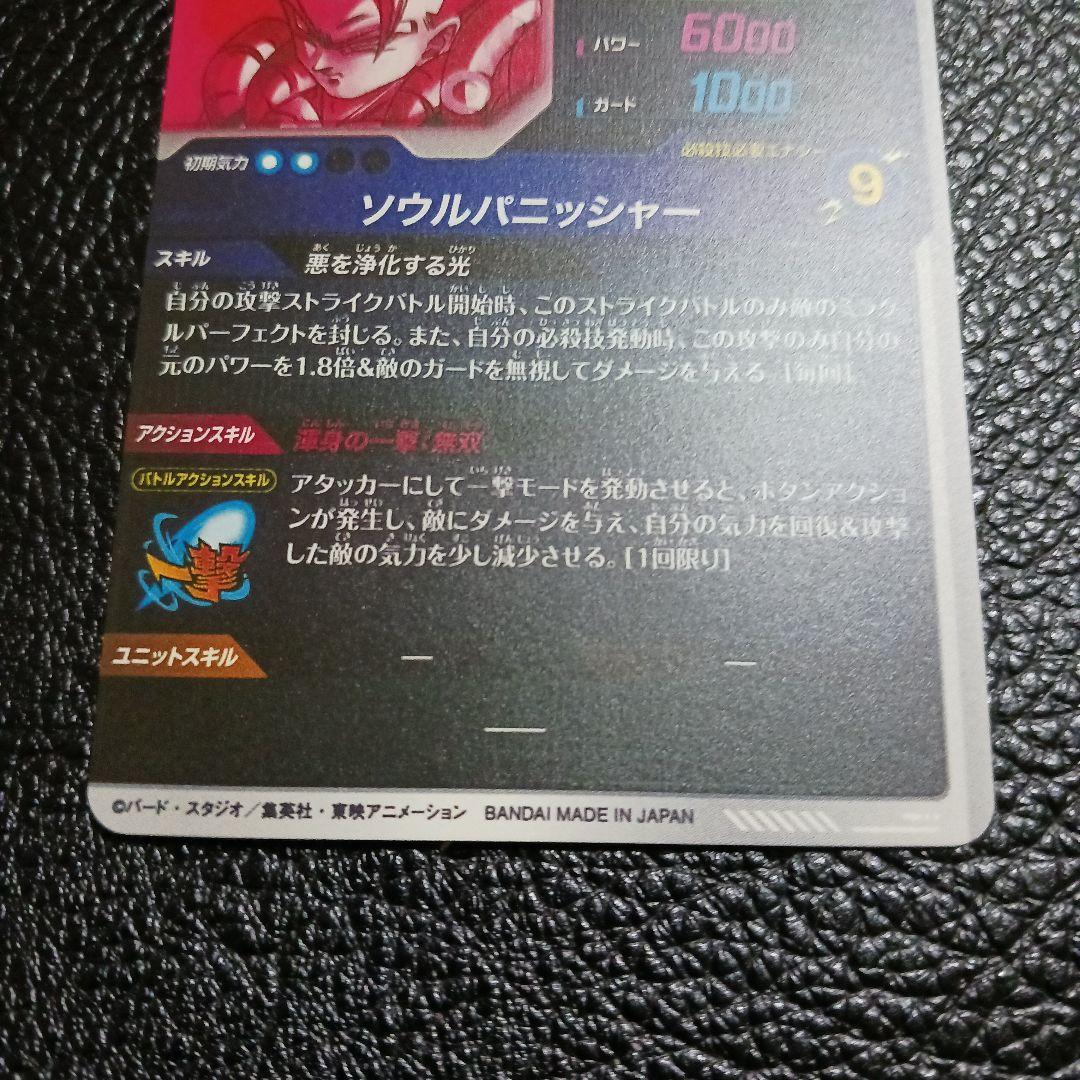 パワー 6000
ガード 1000
初期気力
必殺技必要エナジー 9
ソウルパニッシャー
スキル 悪を浄化する光
自分の攻撃ストライクバトル開始時、このストライクバトルのみ敵のミラク
ルパーフェクトを封じる。また、自分の必殺技発動時、この攻撃のみ自分の
元のパワーを1.8倍&敵のガードを無視してダメージを与える。[毎回]
アクションスキル 渾身の一撃:無双
バトルアクションスキル
一撃
アタッカーにして一撃モードを発動させると、ボタンアクショ
ンが発生し、敵にダメージを与え、自分の気力を回復&攻撃
した敵の気力を少し減少させる。[1回限り]
ユニットスキル — —
—
©バード・スタジオ/集英社・東映アニメーション BANDAI MADE IN JAPAN